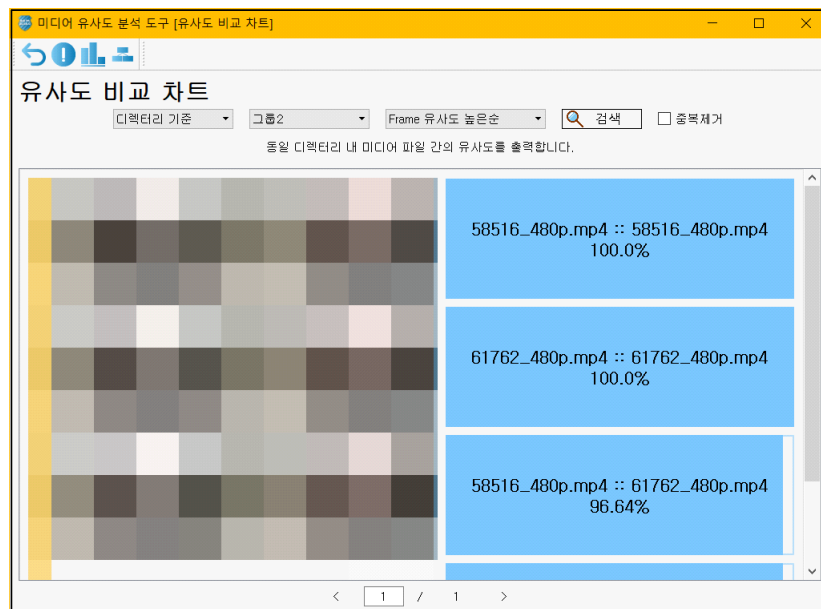 미디어 유사도 분석 도구 [유사도 비교 차트]
유사도 비교 차트
디렉터리 기준 그룹2 Frame 유사도 높은순 검색 중복제거
동일 디렉터리 내 미디어 파일 간의 유사도를 출력합니다.
58516_480p.mp4 :: 58516_480p.mp4
100.0%
61762_480p.mp4 :: 61762_480p.mp4
100.0%
58516_480p.mp4 :: 61762_480p.mp4
96.64%
< 1 / 1 >